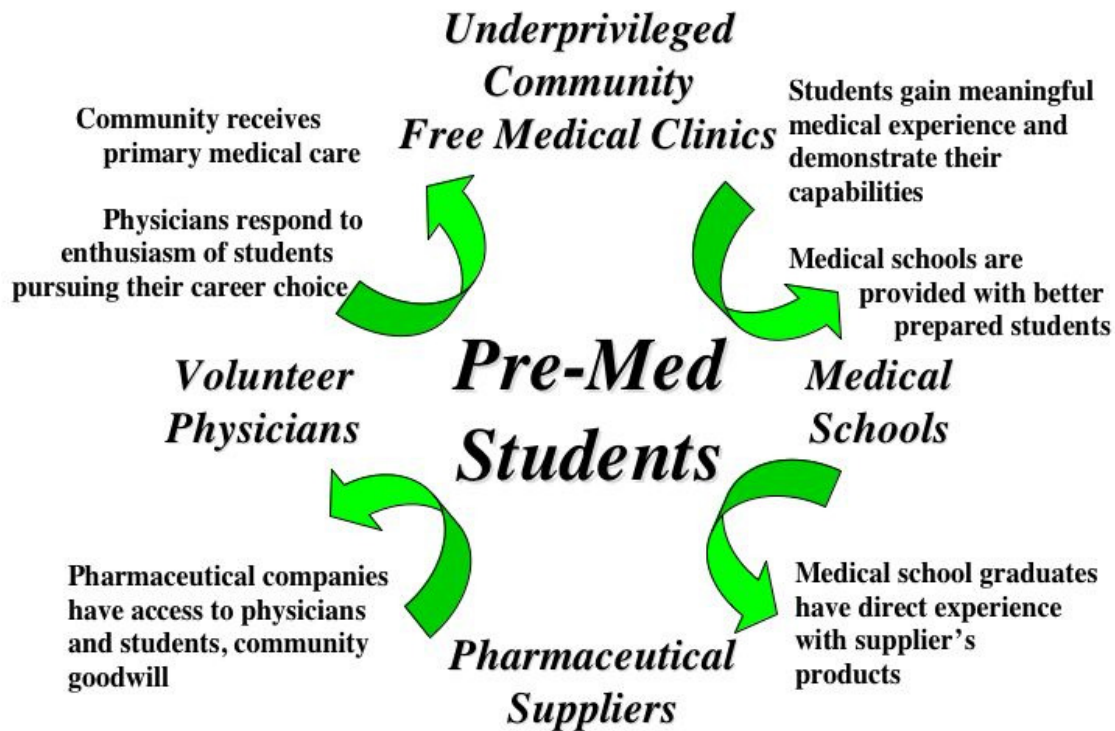 Underprivileged
Community
Free Medical Clinics
Community receives
primary medical care
Physicians respond to
enthusiasm of students
pursuing their career choice
Students gain meaningful
medical experience and
demonstrate their
capabilities
Medical schools are
provided with better
prepared students
Volunteer
Physicians
Pre-Med
Students
Medical
Schools
Pharmaceutical companies
have access to physicians
and students, community
goodwill
Pharmaceutical
Suppliers
Medical school graduates
have direct experience
with supplier's
products